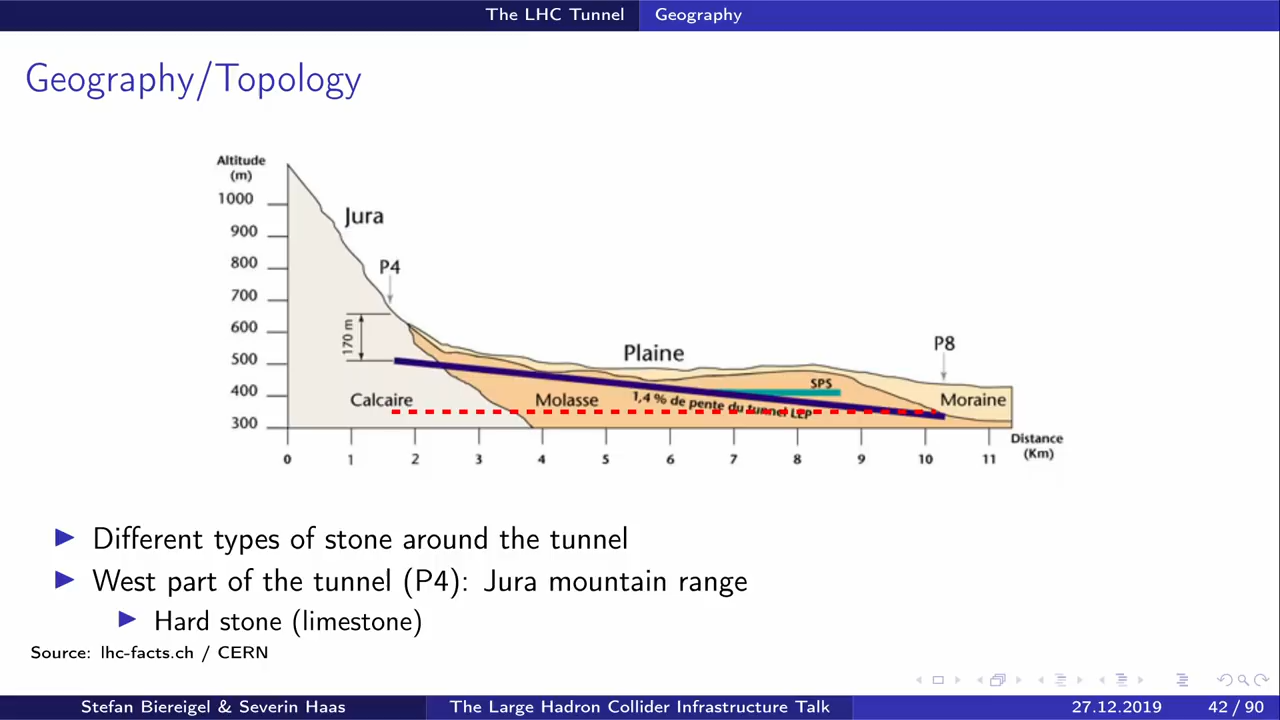 The LHC Tunnel Geography
Geography/Topology
Altitude
(m)
1000
Jura
900
P4
800
700
600
170 m
Plaine
P8
500
SPS
400
Calcaire
Molasse
1,4 % de pente du tunnel LEP
Moraine
300
Distance
(Km)
0 1 2 3 4 5 6 7 8 9 10 11
Different types of stone around the tunnel
West part of the tunnel (P4): Jura mountain range
Hard stone (limestone)
Source: lhc-facts.ch / CERN
Stefan Biereigel & Severin Haas The Large Hadron Collider Infrastructure Talk 27.12.2019 42 / 90